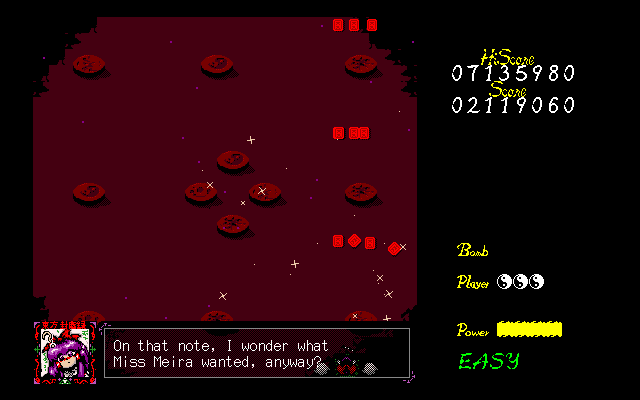 HiScore
07135980
Score
02119060
Bomb
Player
Power
EASY
On that note, I wonder what
Miss Meira wanted, anyway?